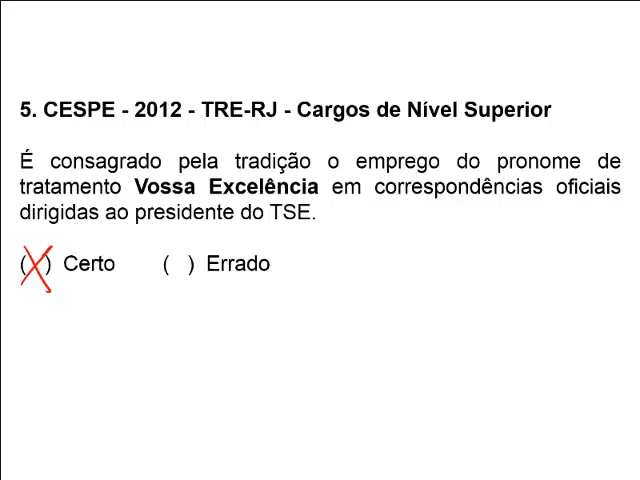 5. CESPE - 2012 - TRE-RJ - Cargos de Nível Superior
É consagrado pela tradição o emprego do pronome de
tratamento Vossa Excelência em correspondências oficiais
dirigidas ao presidente do TSE.
(X) Certo ( ) Errado